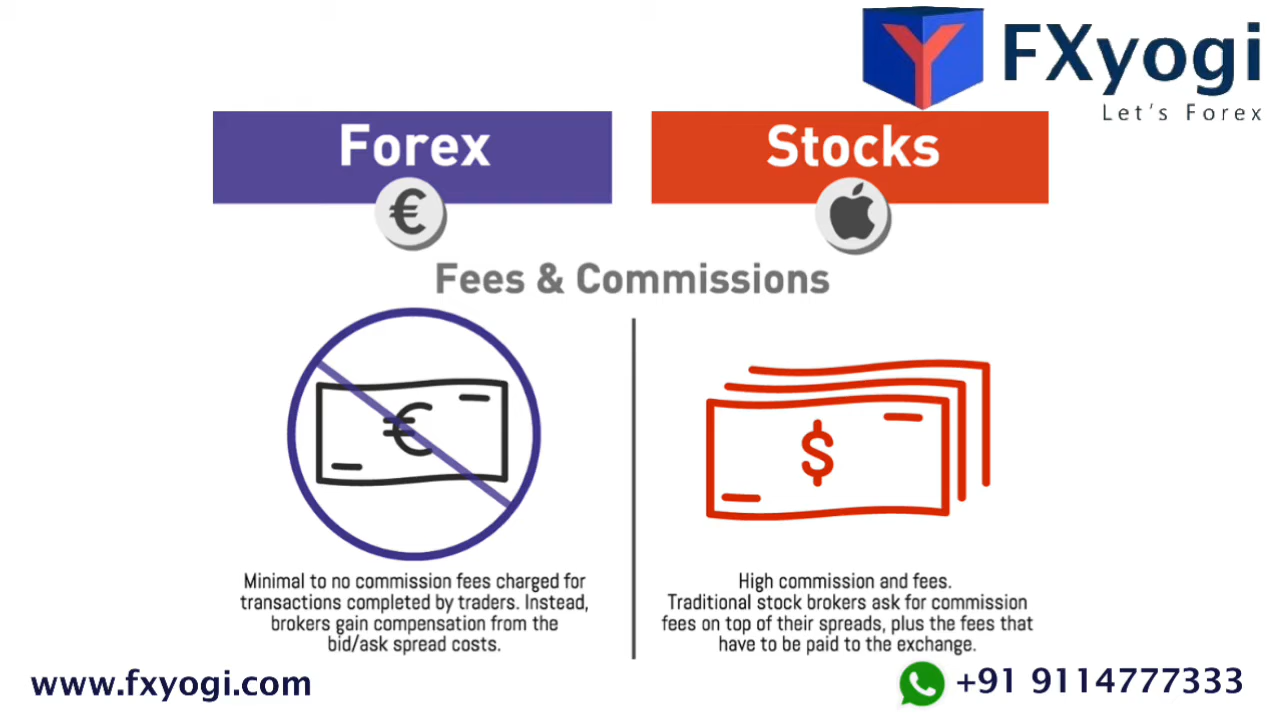 FXyogi
Let's Forex
Forex
Stocks
€
Fees & Commissions
€
Minimal to no commission fees charged for
transactions completed by traders. Instead,
brokers gain compensation from the
bid/ask spread costs.
$
High commission and fees.
Traditional stock brokers ask for commission
fees on top of their spreads, plus the fees that
have to be paid to the exchange.
www.fxyogi.com
+91 9114777333